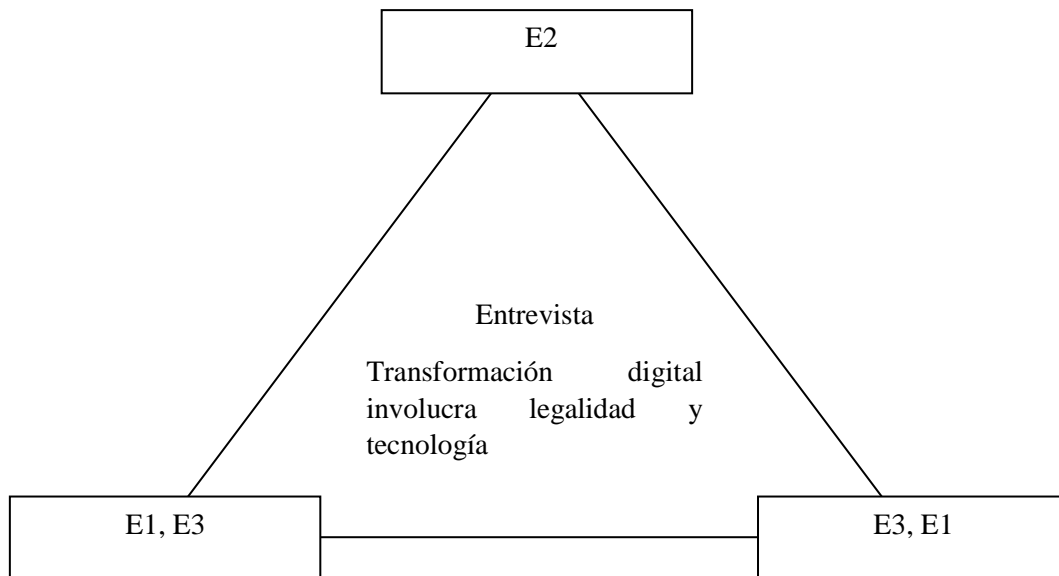 E2
Entrevista
Transformación digital
involucra legalidad y
tecnología
E1, E3
E3, E1